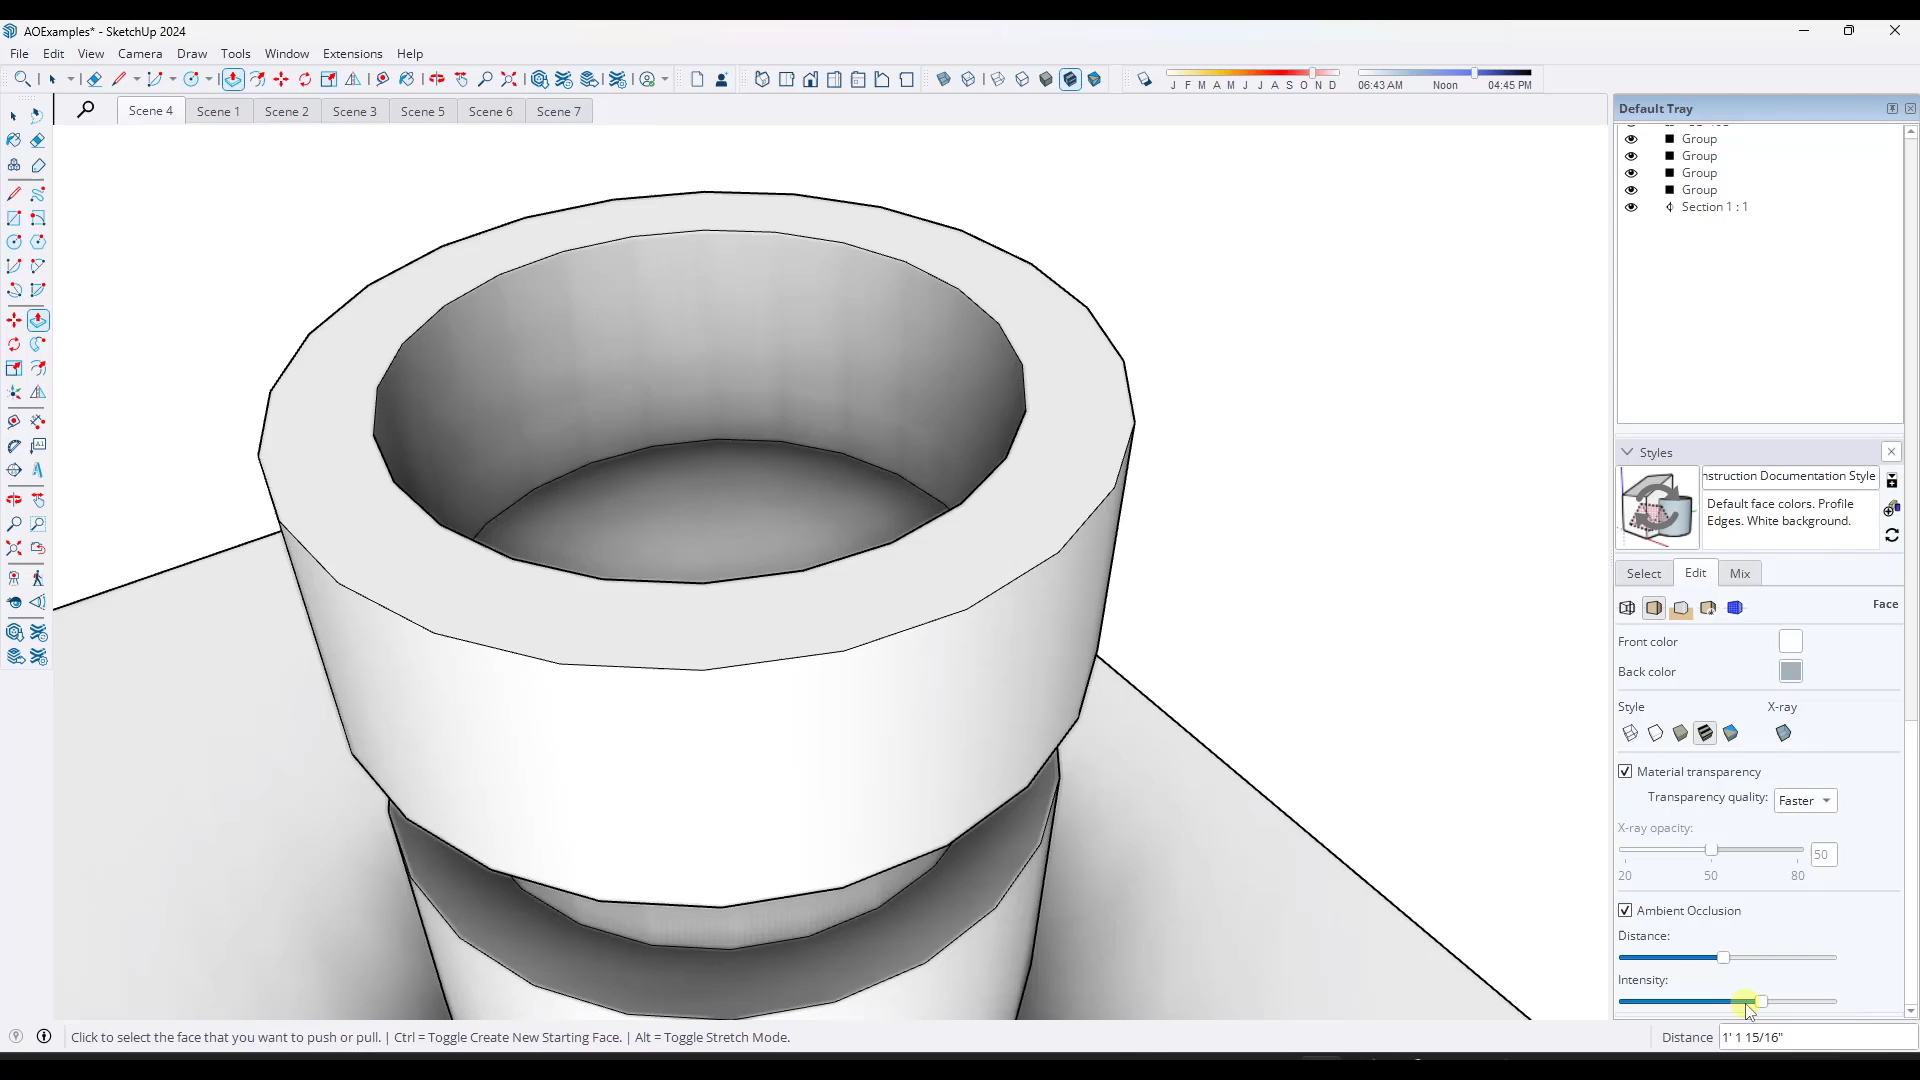 AOExamples* - SketchUp 2024
File Edit View Camera Draw Tools Window Extensions Help
J F M A M J J A S O N D 06:43 AM Noon 04:45 PM
Scene 4 Scene 1 Scene 2 Scene 3 Scene 5 Scene 6 Scene 7
Default Tray
Group
Group
Group
Group
Section 1 : 1
Styles
nstruction Documentation Style
Default face colors. Profile
Edges. White background.
Select Edit Mix
Face
Front color
Back color
Style X-ray
Material transparency
Transparency quality: Faster
X-ray opacity:
50
20 50 80
Ambient Occlusion
Distance:
Intensity:
Click to select the face that you want to push or pull. | Ctrl = Toggle Create New Starting Face. | Alt = Toggle Stretch Mode.
Distance 1' 1 15/16"